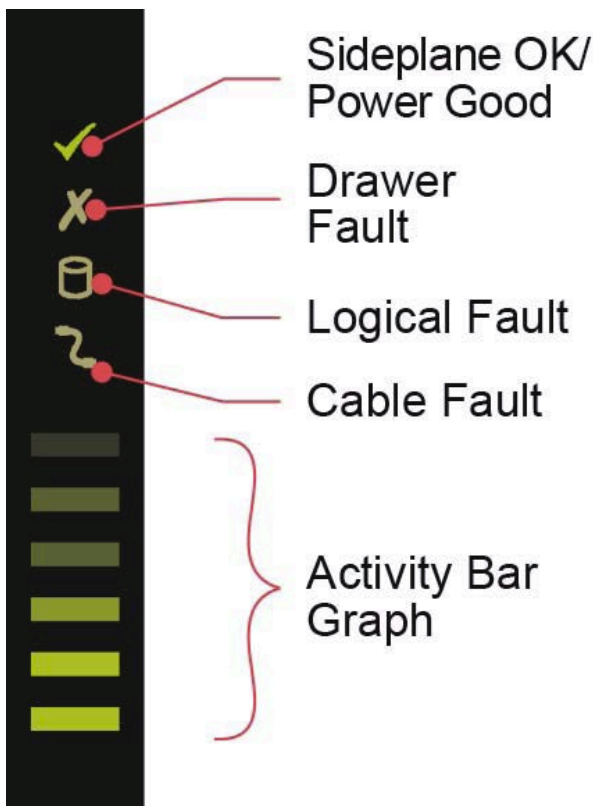 Sideplane OK/
Power Good
Drawer
Fault
Logical Fault
Cable Fault
Activity Bar
Graph